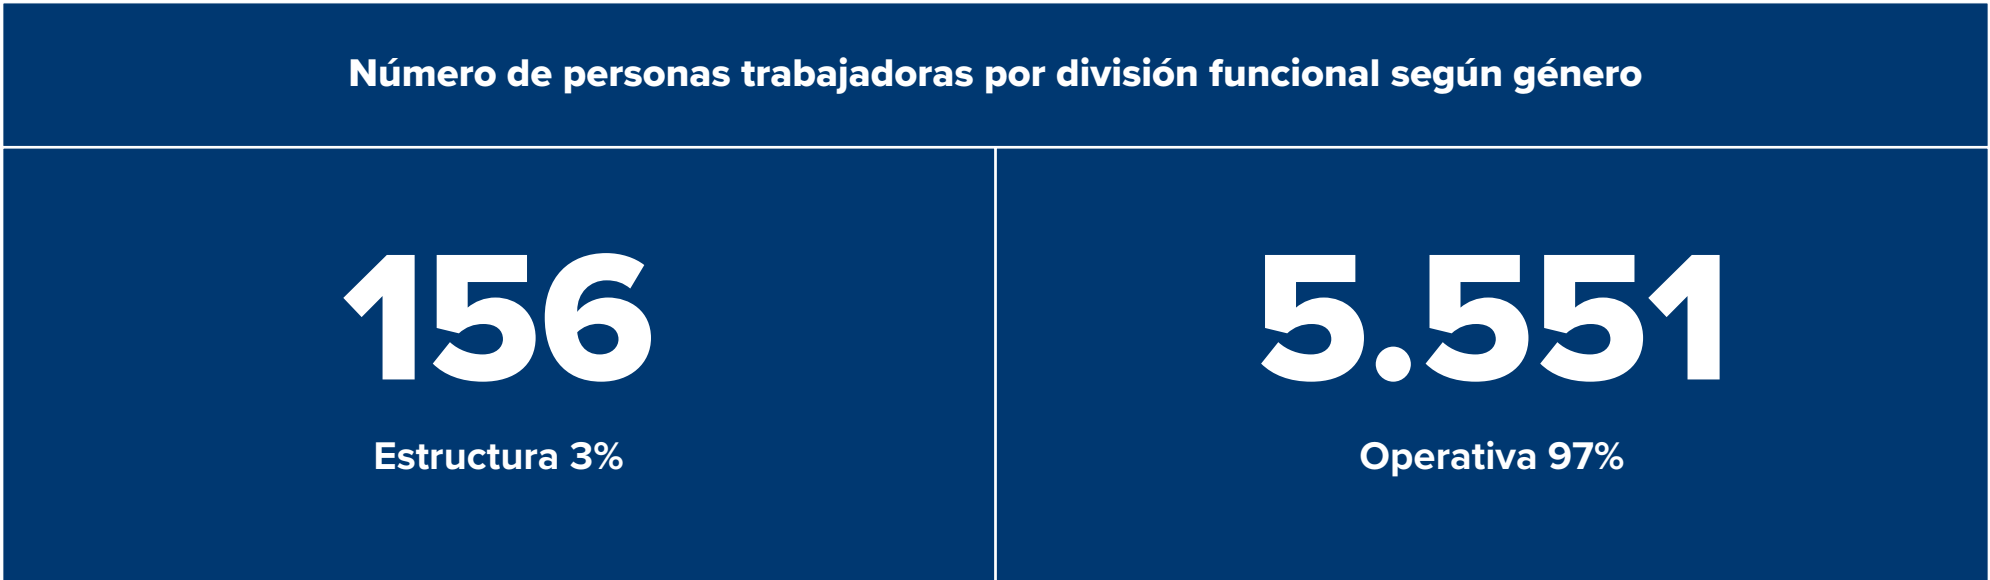 Número de personas trabajadoras por división funcional según género
156
Estructura 3%
5.551
Operativa 97%